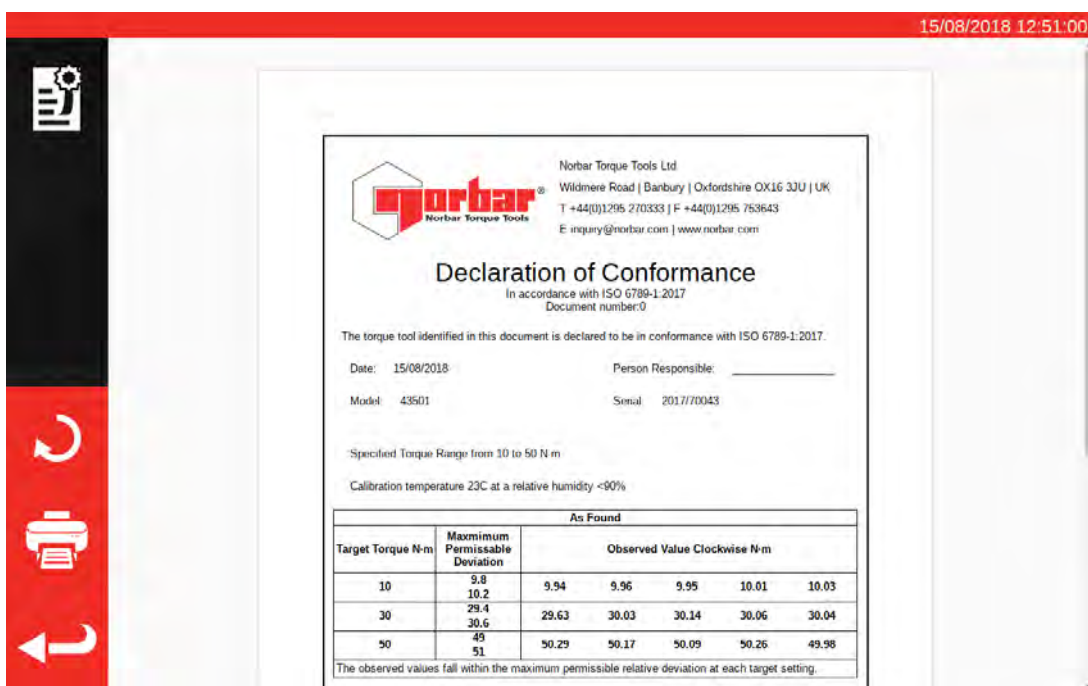 15/08/2018 12:51:00
norbar®
Norbar Torque Tools
Norbar Torque Tools Ltd
Wildmere Road | Banbury | Oxfordshire OX16 3JU | UK
T +44(0)1295 270333 | F +44(0)1295 753643
E inquiry@norbar.com | www.norbar.com
Declaration of Conformance
In accordance with ISO 6789-1:2017
Document number:0
The torque tool identified in this document is declared to be in conformance with ISO 6789-1:2017.
Date: 15/08/2018 Person Responsible:
Model 43501 Serial 2017/70043
Specified Torque Range from 10 to 50 N·m
Calibration temperature 23C at a relative humidity <90%
As Found
Target Torque N·m Maxmimum Permissable Deviation Observed Value Clockwise N·m
10 9.8 10.2 9.94 9.96 9.95 10.01 10.03
30 29.4 30.6 29.63 30.03 30.14 30.06 30.04
50 49 51 50.29 50.17 50.09 50.26 49.98
The observed values fall within the maximum permissible relative deviation at each target setting.